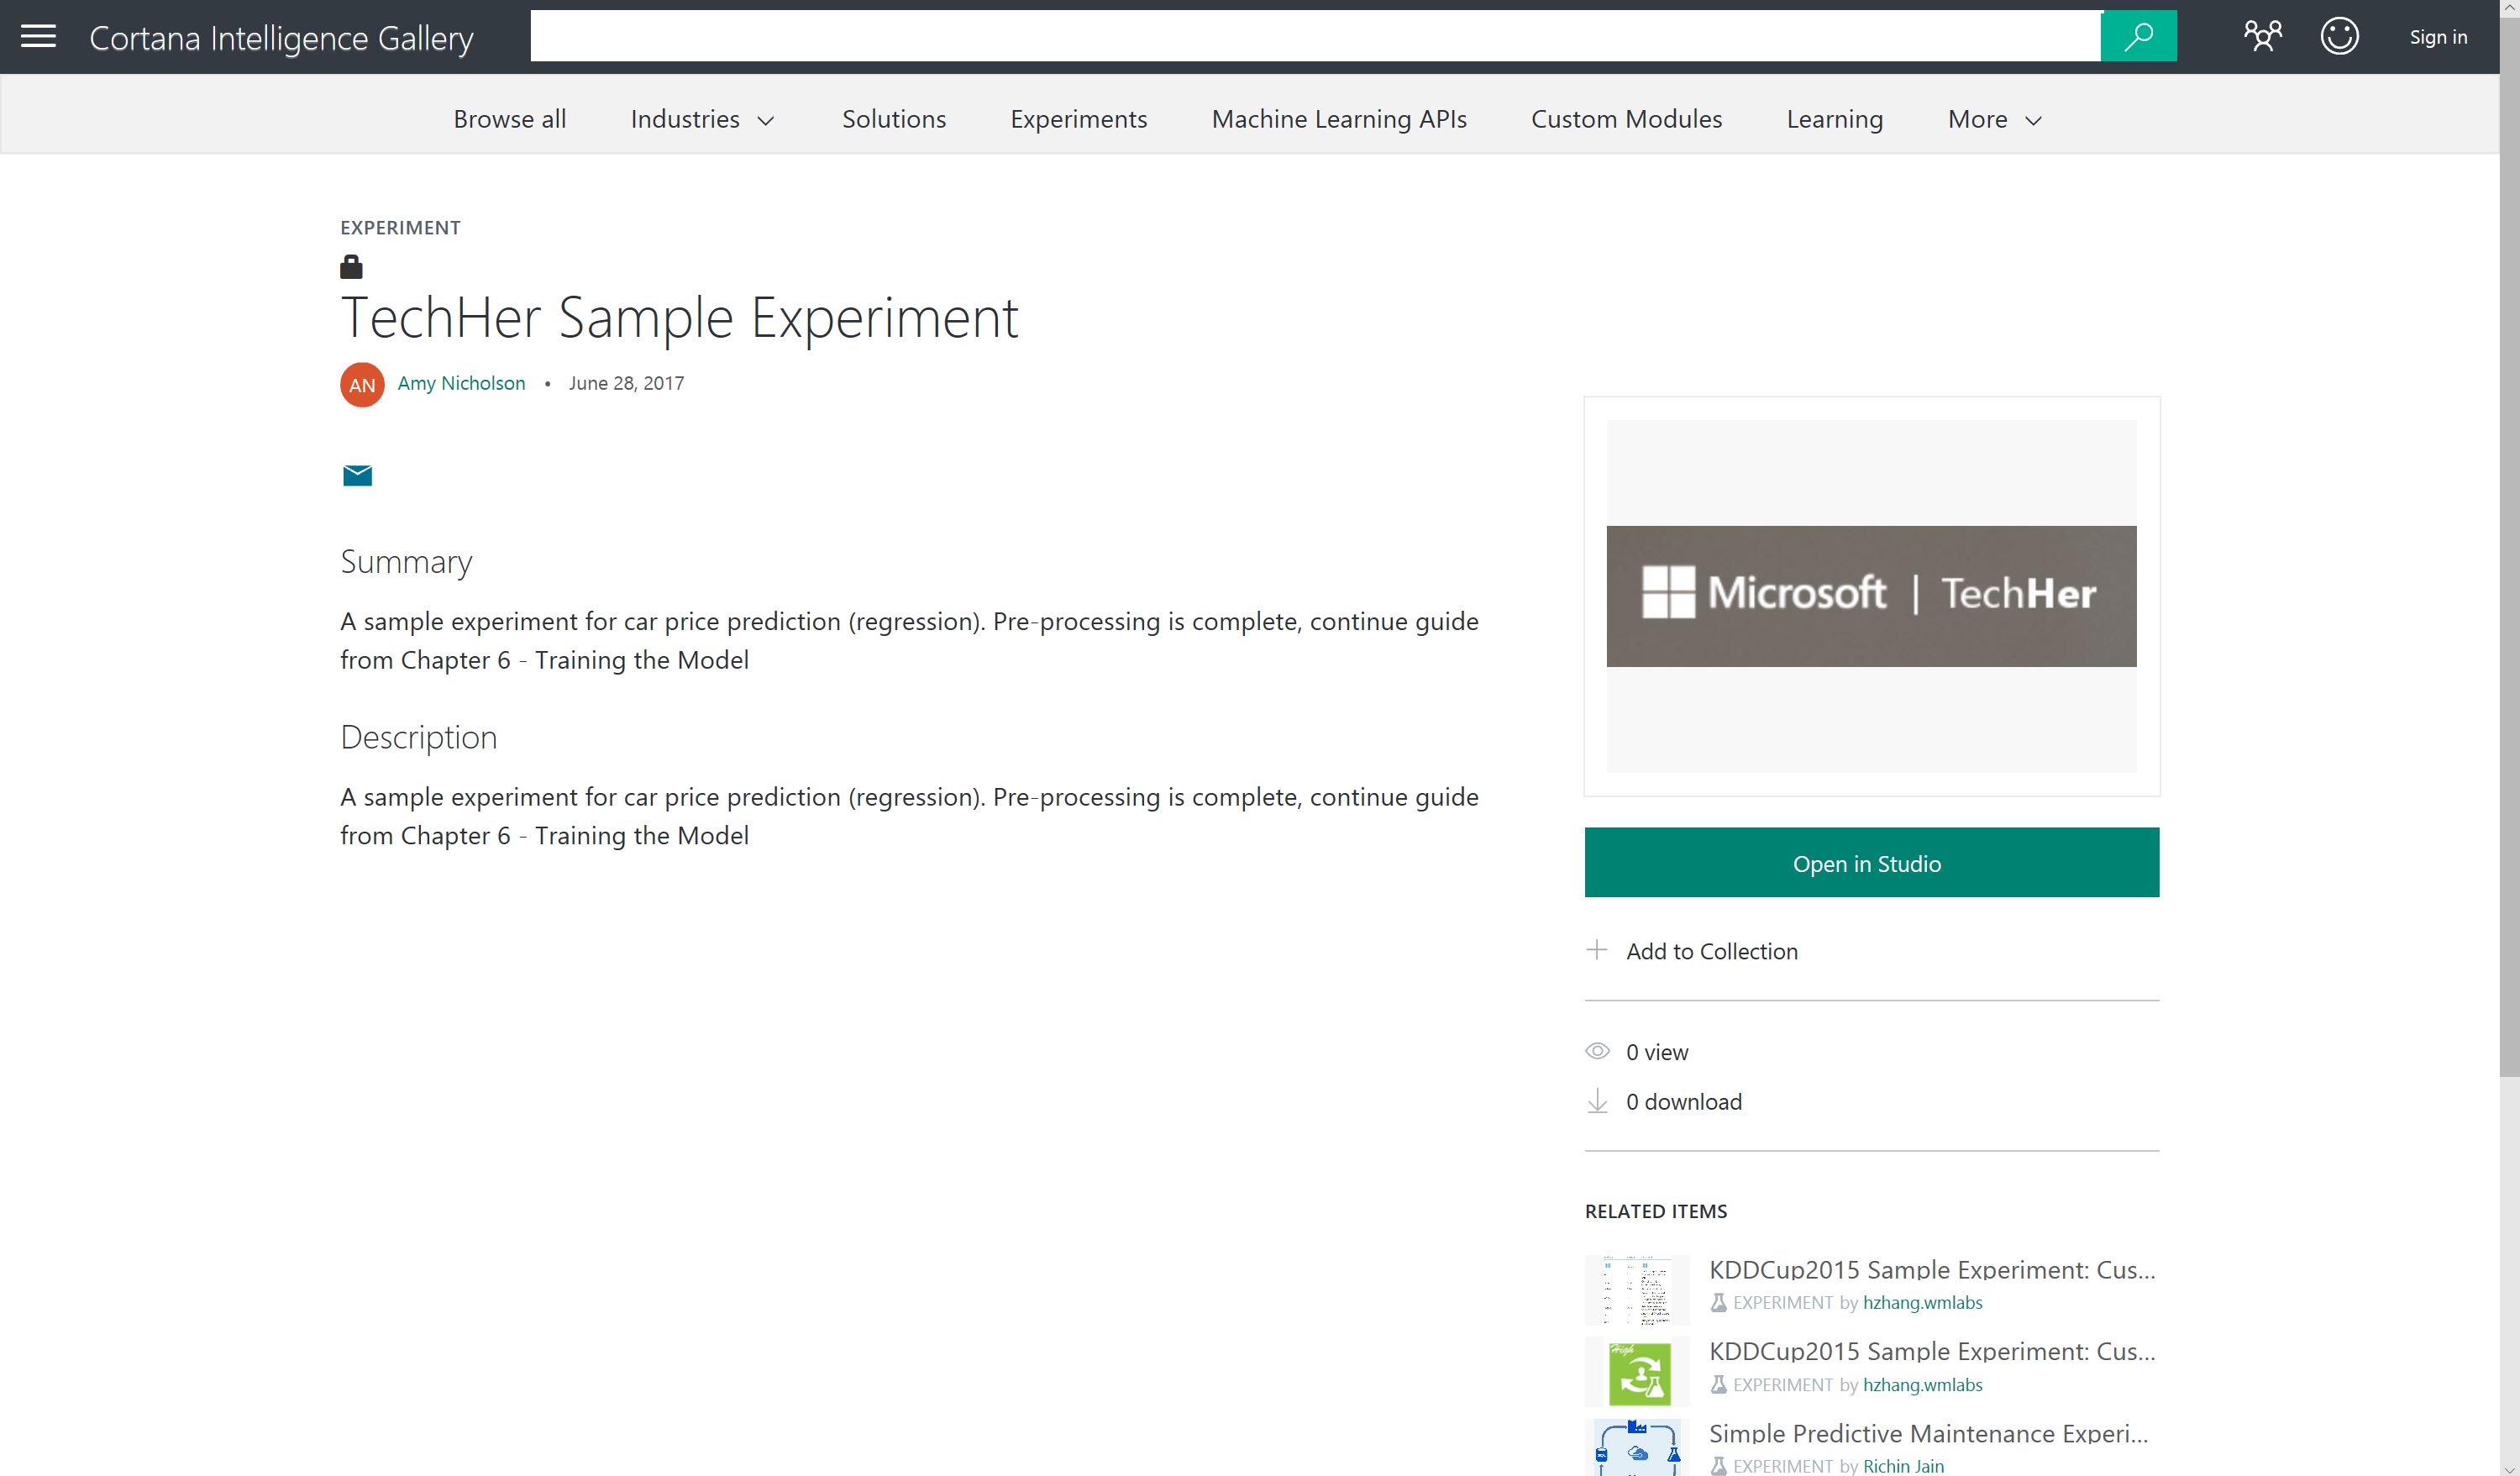 Cortana Intelligence Gallery
Sign in
Browse all Industries Solutions Experiments Machine Learning APIs Custom Modules Learning More
EXPERIMENT
TechHer Sample Experiment
AN Amy Nicholson • June 28, 2017
Summary
A sample experiment for car price prediction (regression). Pre-processing is complete, continue guide
from Chapter 6 - Training the Model
Description
A sample experiment for car price prediction (regression). Pre-processing is complete, continue guide
from Chapter 6 - Training the Model
Microsoft | TechHer
Open in Studio
Add to Collection
0 view
0 download
RELATED ITEMS
KDDCup2015 Sample Experiment: Cus...
EXPERIMENT by hzhang.wmlabs
High
KDDCup2015 Sample Experiment: Cus...
EXPERIMENT by hzhang.wmlabs
Simple Predictive Maintenance Experi...
EXPERIMENT by Richin Jain